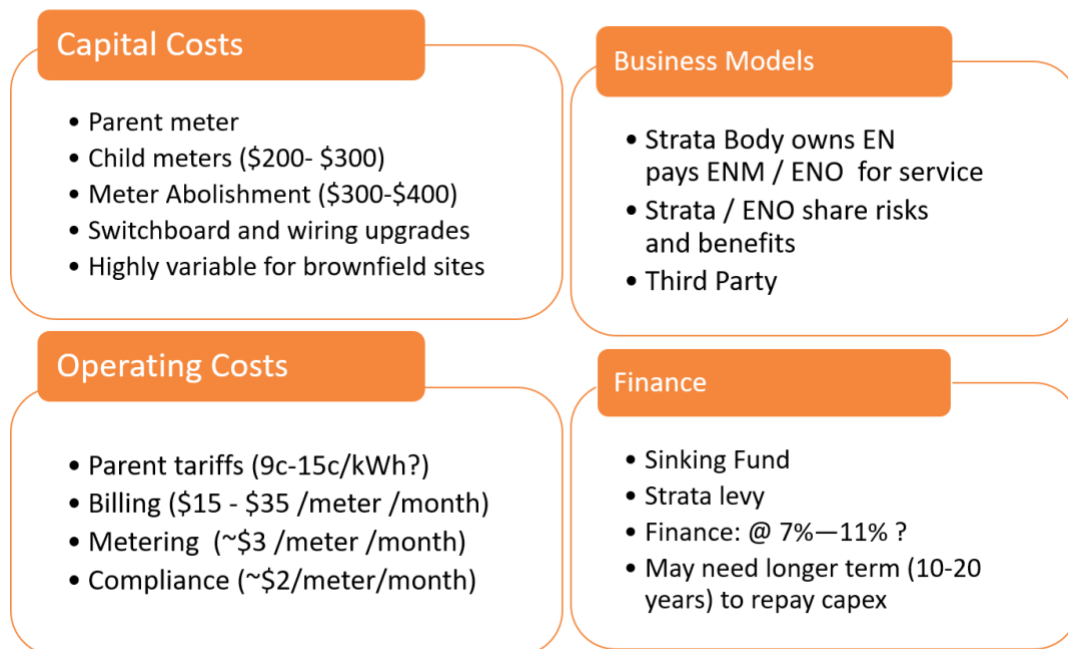 Capital Costs
• Parent meter
• Child meters ($200- $300)
• Meter Abolishment ($300-$400)
• Switchboard and wiring upgrades
• Highly variable for brownfield sites
Business Models
• Strata Body owns EN
pays ENM / ENO for service
• Strata / ENO share risks
and benefits
• Third Party
Operating Costs
• Parent tariffs (9c-15c/kWh?)
• Billing ($15 - $35 /meter /month)
• Metering (~$3 /meter /month)
• Compliance (~$2/meter/month)
Finance
• Sinking Fund
• Strata levy
• Finance: @ 7%—11% ?
• May need longer term (10-20
years) to repay capex